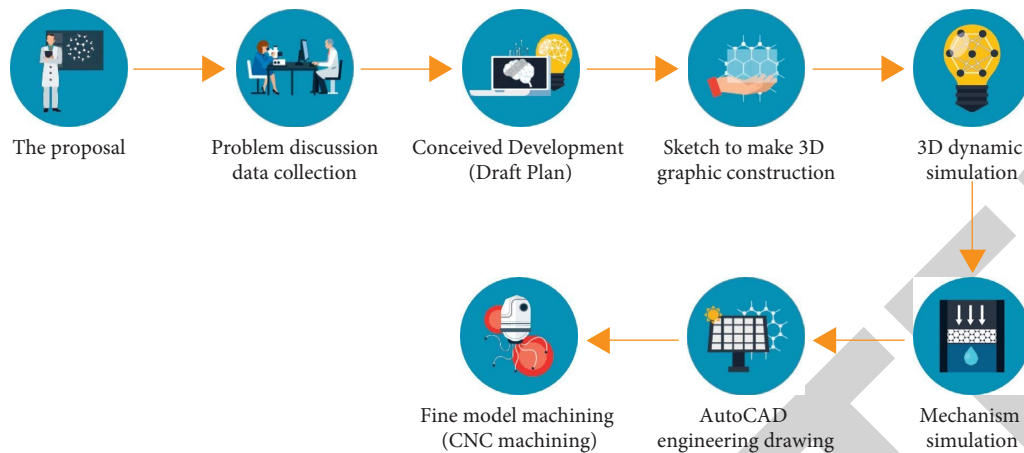 The proposal
Problem discussion
data collection
Conceived Development
(Draft Plan)
Sketch to make 3D
graphic construction
3D dynamic
simulation
Mechanism
simulation
AutoCAD
engineering drawing
Fine model machining
(CNC machining)